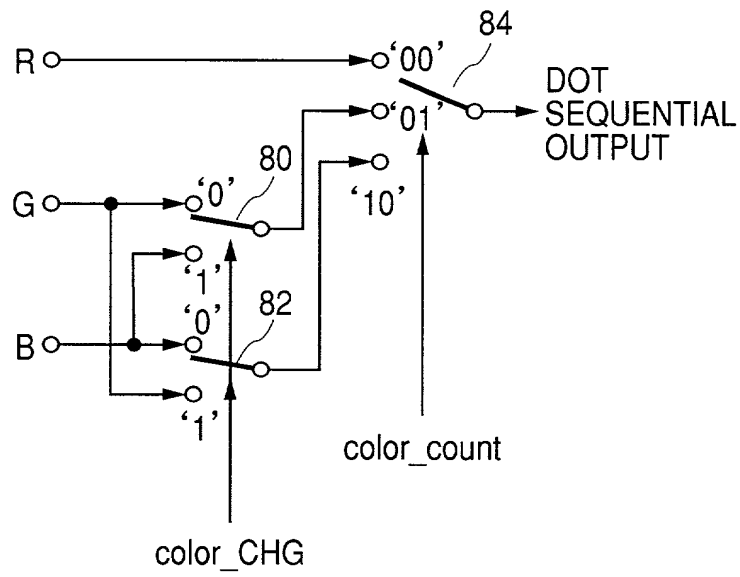 84
R
'00'
DOT
SEQUENTIAL
OUTPUT
'01'
80
'10'
G
'0'
'1'
82
'0'
B
'1'
color_count
color_CHG